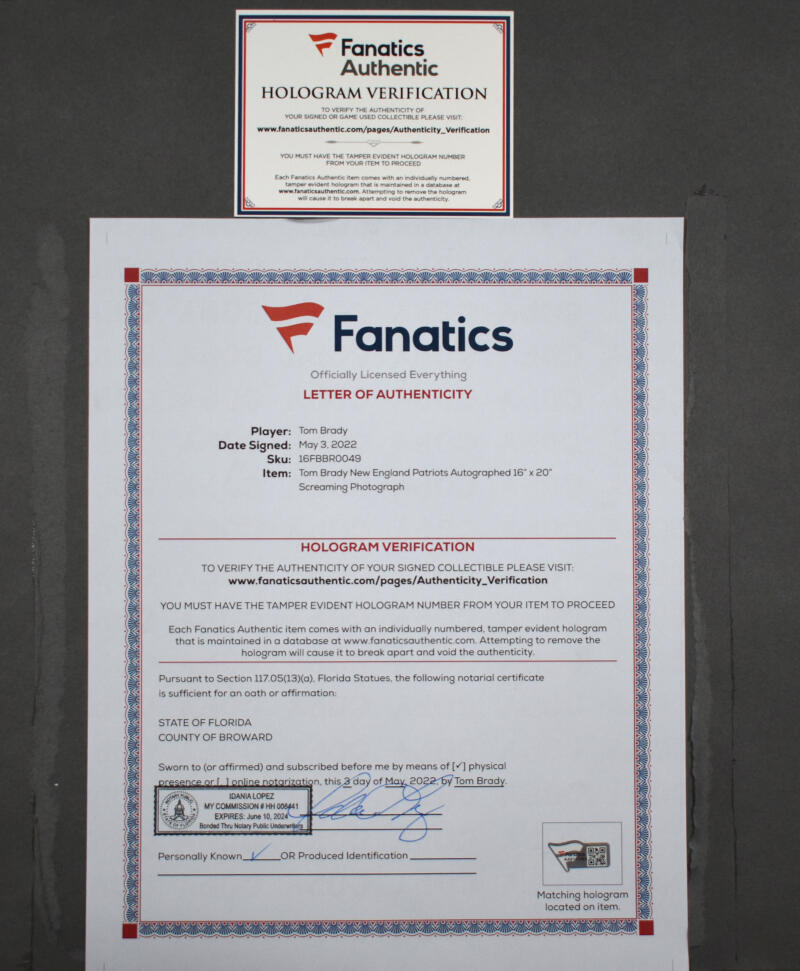 Fanatics
Authentic
HOLOGRAM VERIFICATION
TO VERIFY THE AUTHENTICITY OF
YOUR SIGNED OR GAME USED COLLECTIBLE PLEASE VISIT:
www.fanaticsauthentic.com/pages/Authenticity_Verification
YOU MUST HAVE THE TAMPER EVIDENT HOLOGRAM NUMBER
FROM YOUR ITEM TO PROCEED
Each Fanatics Authentic item comes with an individually numbered,
tamper evident hologram that is maintained in a database at
www.fanaticsauthentic.com. Attempting to remove the hologram
will cause it to break apart and void the authenticity.
Fanatics
Officially Licensed Everything
LETTER OF AUTHENTICITY
Player: Tom Brady
Date Signed: May 3, 2022
Sku: 16FBBR0049
Item: Tom Brady New England Patriots Autographed 16" x 20"
Screaming Photograph
HOLOGRAM VERIFICATION
TO VERIFY THE AUTHENTICITY OF YOUR SIGNED COLLECTIBLE PLEASE VISIT:
www.fanaticsauthentic.com/pages/Authenticity_Verification
YOU MUST HAVE THE TAMPER EVIDENT HOLOGRAM NUMBER FROM YOUR ITEM TO PROCEED
Each Fanatics Authentic item comes with an individually numbered, tamper evident hologram
that is maintained in a database at www.fanaticsauthentic.com. Attempting to remove the
hologram will cause it to break apart and void the authenticity.
Pursuant to Section 117.05(13)(a), Florida Statues, the following notarial certificate
is sufficient for an oath or affirmation:
STATE OF FLORIDA
COUNTY OF BROWARD
Sworn to (or affirmed) and subscribed before me by means of [✓] physical
presence or [_] online notarization, this 3 day of May, 2022, by Tom Brady.
IDANIA LOPEZ
MY COMMISSION # HH 006441
EXPIRES: June 10, 2024
Bonded Thru Notary Public Underwriters
Personally Known ✓ OR Produced Identification
Matching hologram
located on item.